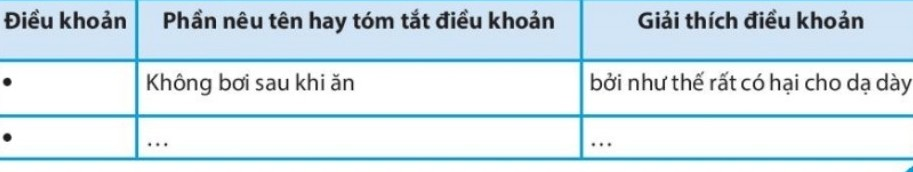 Điều khoản Phần nêu tên hay tóm tắt điều khoản Giải thích điều khoản
• Không bơi sau khi ăn bởi như thế rất có hại cho dạ dày
• ... ...